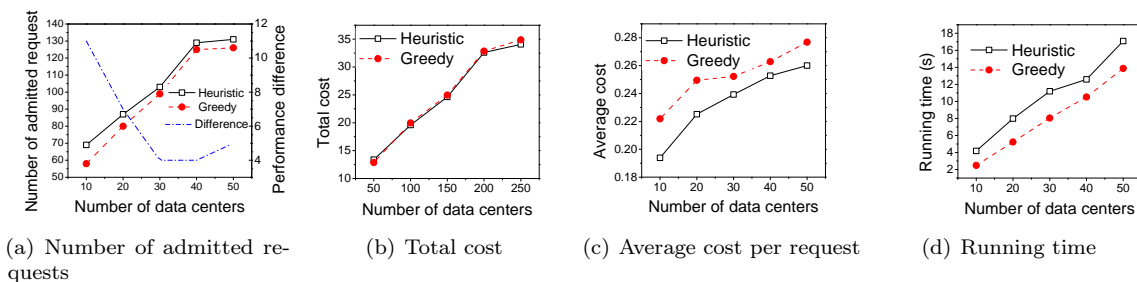 140
130
120
110
100
90
80
70
60
50
10 20 30 40 50
12
10
8
6
4
Number of admitted request
Performance difference
Heuristic
Greedy
Difference
Number of data centers
35
30
25
20
15
10
50 100 150 200 250
Total cost
Heuristic
Greedy
Number of data centers
0.28
0.26
0.24
0.22
0.20
0.18
10 20 30 40 50
Average cost
Heuristic
Greedy
Number of data centers
18
16
14
12
10
8
6
4
2
10 20 30 40 50
Running time (s)
Heuristic
Greedy
Number of data centers
(a) Number of admitted re-
quests
(b) Total cost
(c) Average cost per request
(d) Running time